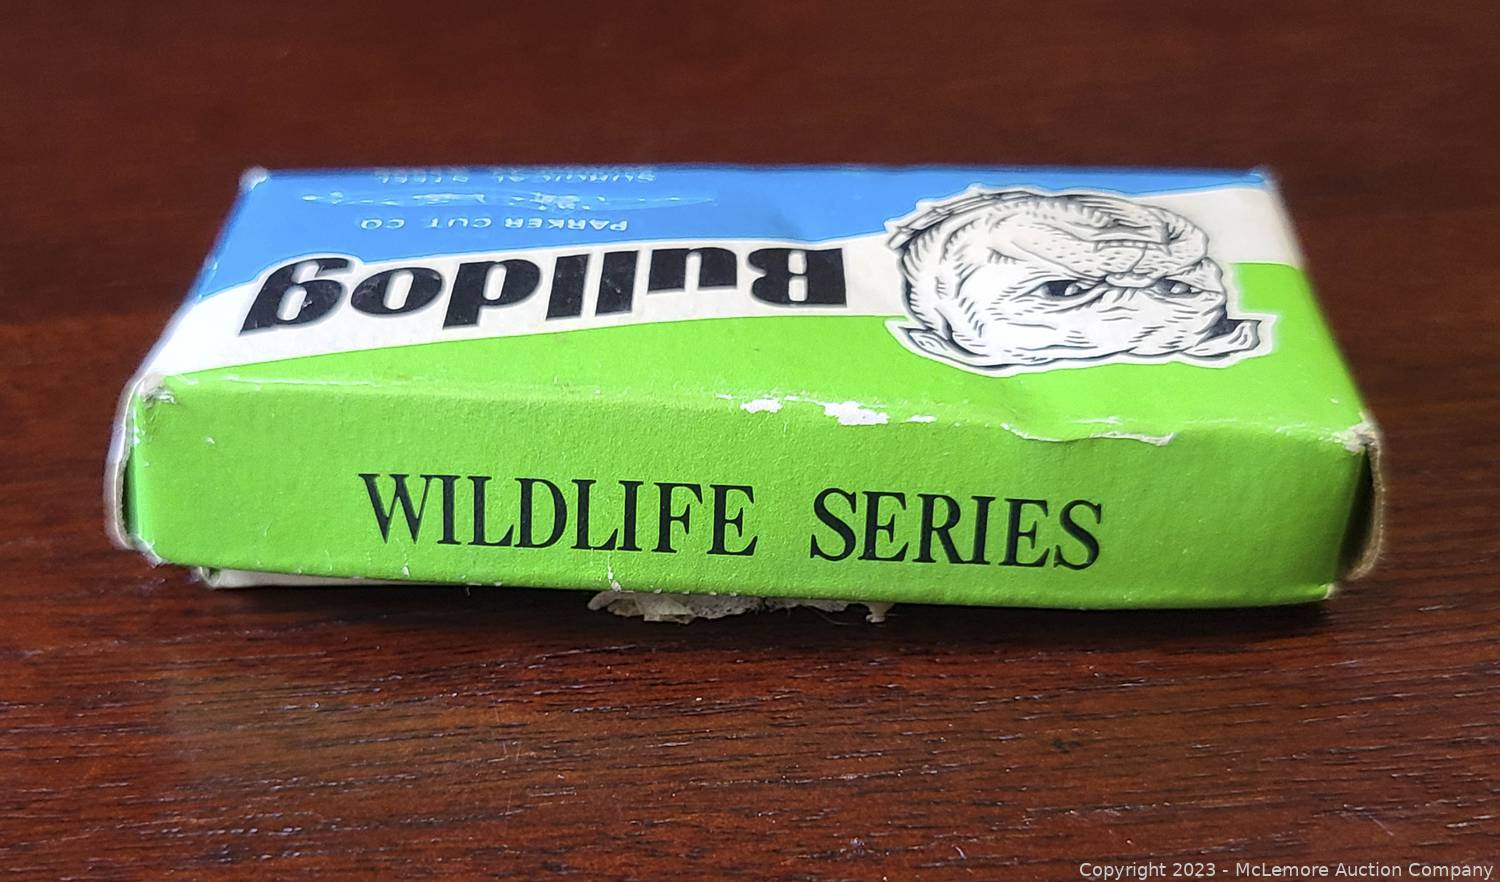 SURGICAL STEEL
PARKER CUT CO
Bulldog
WILDLIFE SERIES
Copyright 2023 - McLemore Auction Company